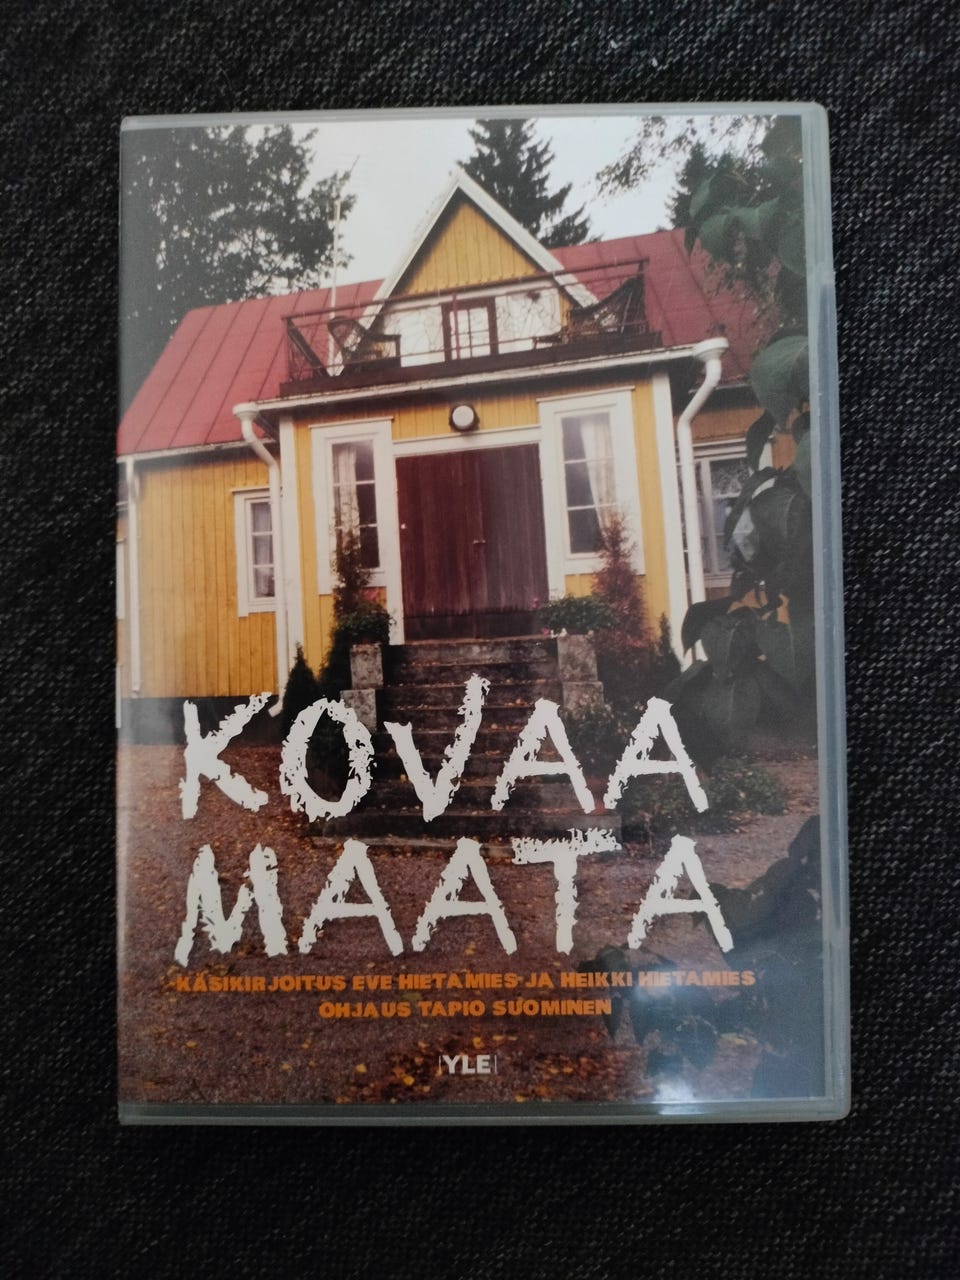 KOVAA
MAATA
KÄSIKIRJOITUS EVE HIETAMIES JA HEIKKI HIETAMIES
OHJAUS TAPIO SUOMINEN
YLE